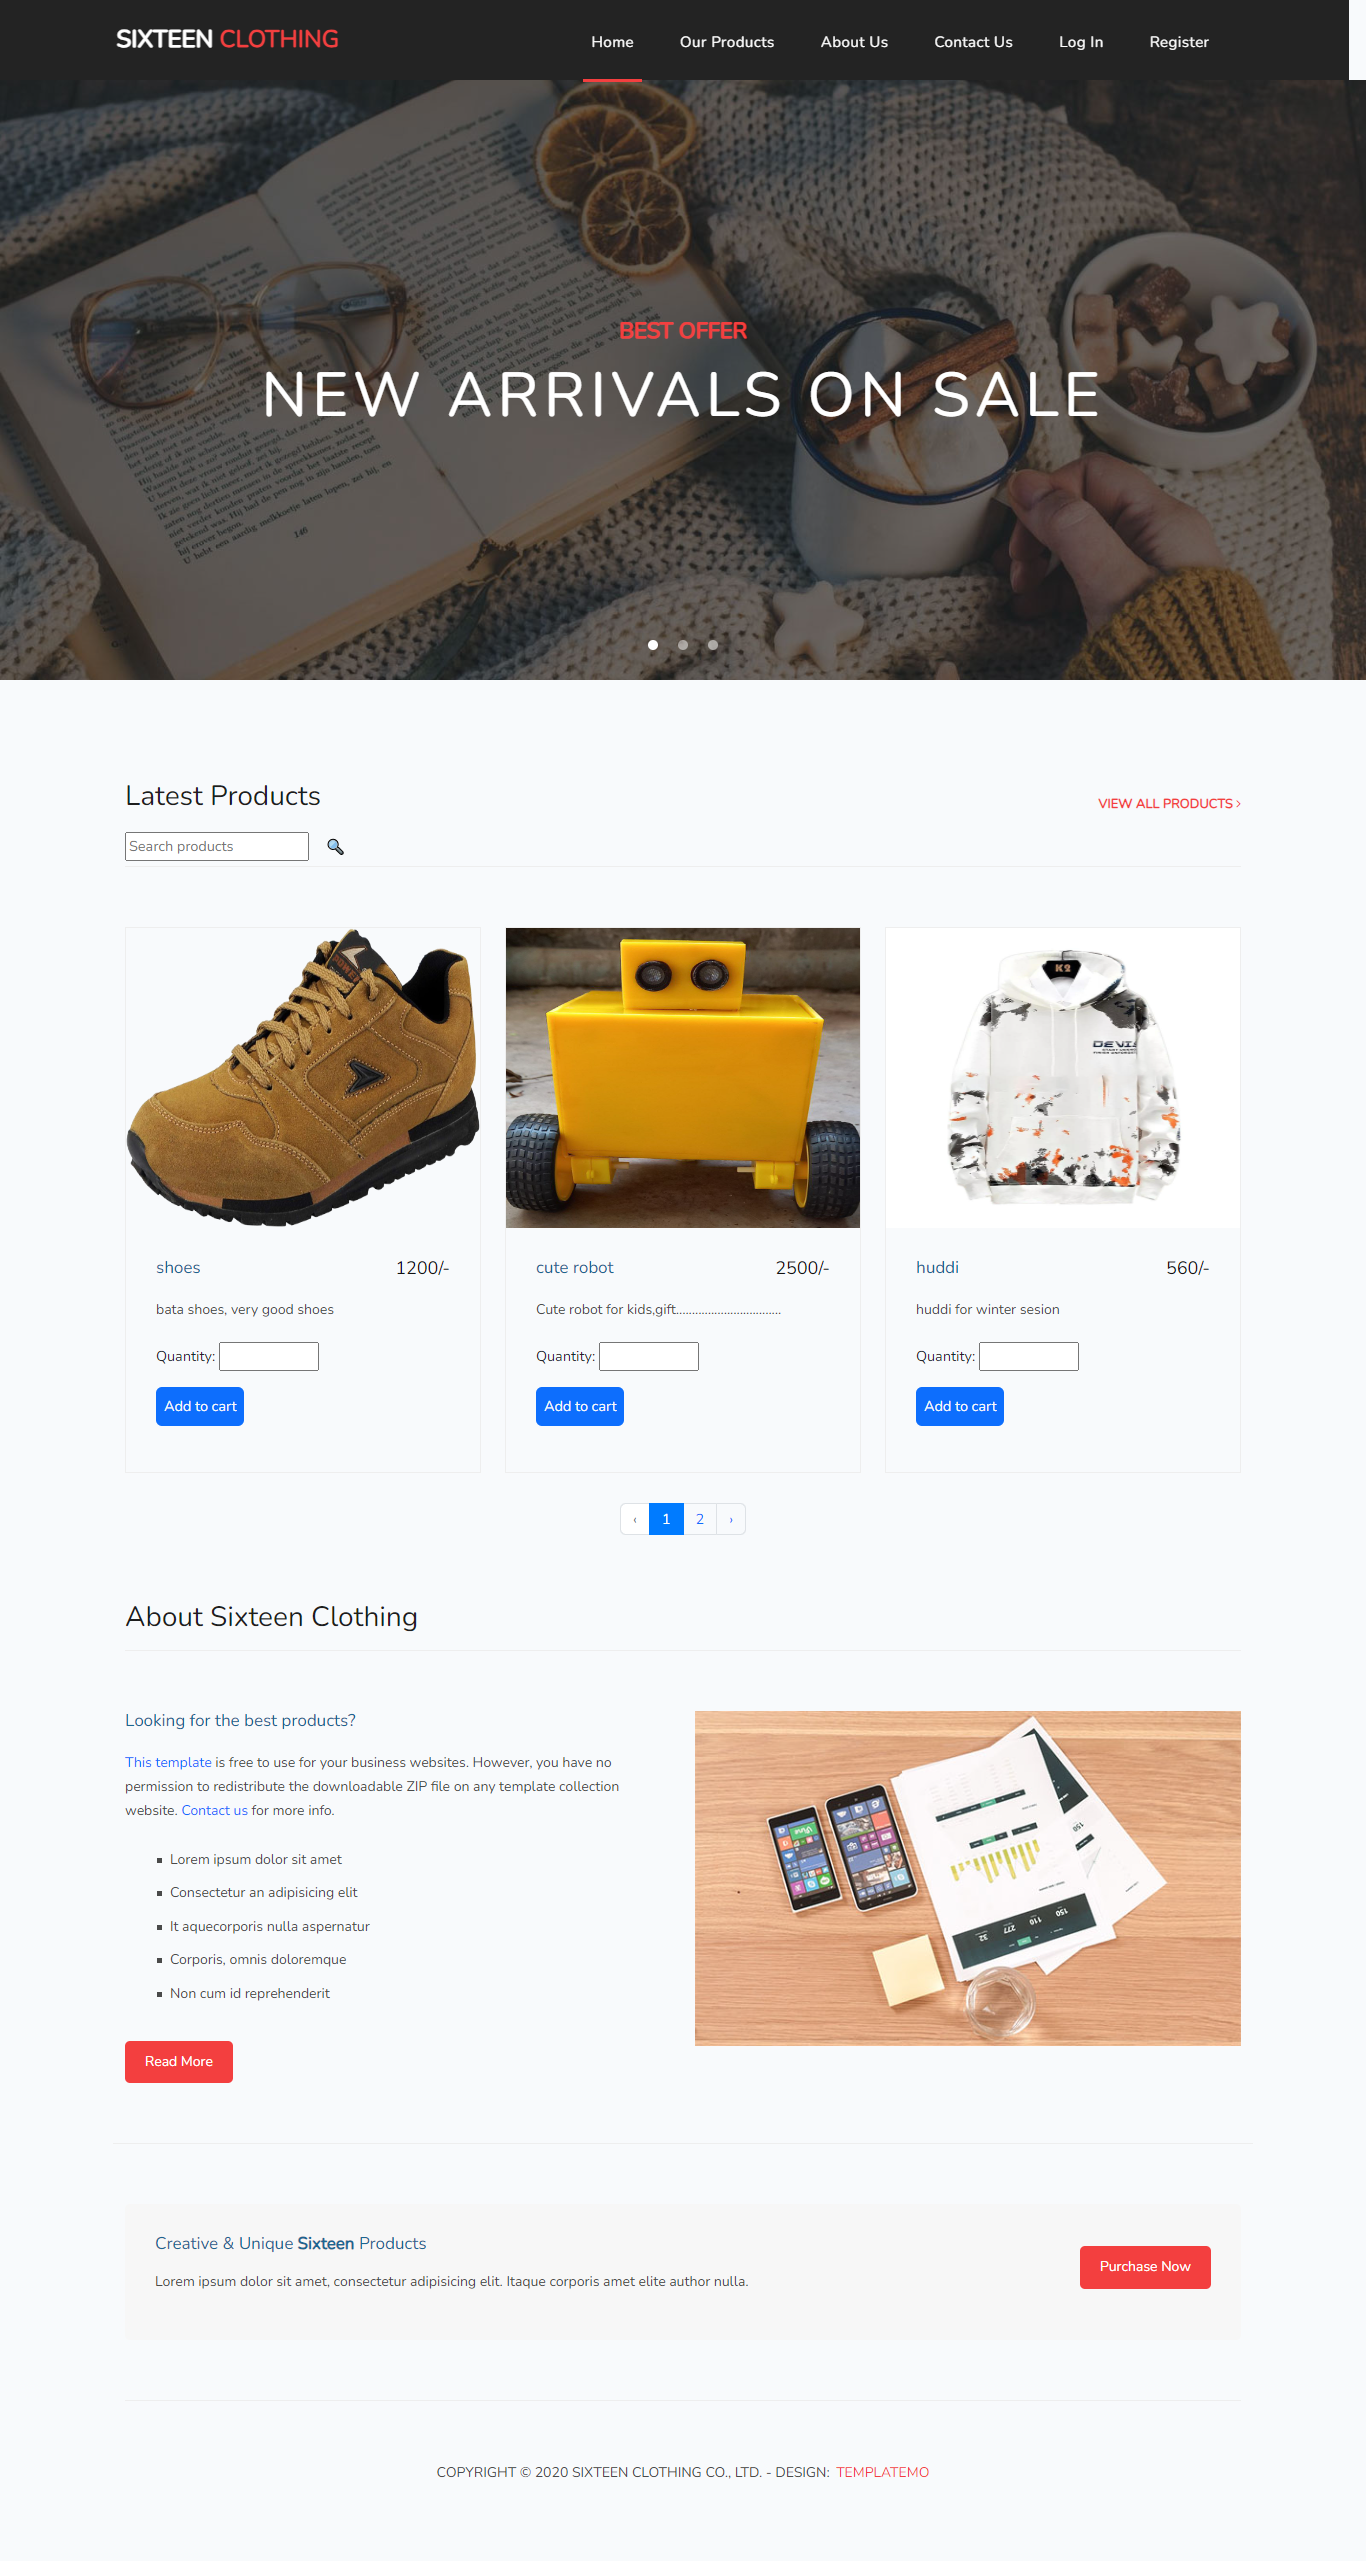 SIXTEEN CLOTHING
Home
Our Products
About Us
Contact Us
Log In
Register
BEST OFFER
NEW ARRIVALS ON SALE
146
Latest Products
VIEW ALL PRODUCTS ›
Search products
K2
shoes
1200/-
bata shoes, very good shoes
Quantity:
Add to cart
cute robot
2500/-
Cute robot for kids,gift.................................
Quantity:
Add to cart
huddi
560/-
huddi for winter sesion
Quantity:
Add to cart
‹ 1 2 ›
About Sixteen Clothing
Looking for the best products?
This template is free to use for your business websites. However, you have no
permission to redistribute the downloadable ZIP file on any template collection
website. Contact us for more info.
Lorem ipsum dolor sit amet
Consectetur an adipisicing elit
It aquecorporis nulla aspernatur
Corporis, omnis doloremque
Non cum id reprehenderit
Read More
Creative & Unique Sixteen Products
Lorem ipsum dolor sit amet, consectetur adipisicing elit. Itaque corporis amet elite author nulla.
Purchase Now
COPYRIGHT © 2020 SIXTEEN CLOTHING CO., LTD. - DESIGN: TEMPLATEMO